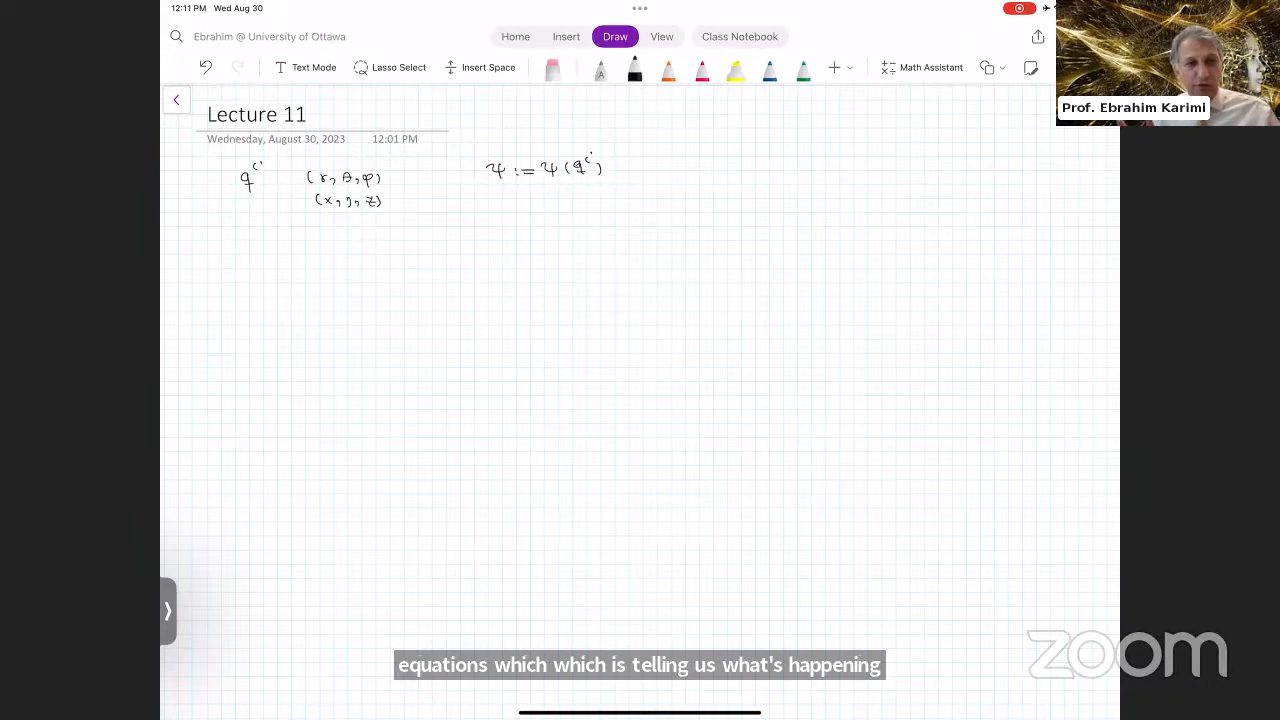 12:11 PM Wed Aug 30
Ebrahim @ University of Ottawa
Home Insert Draw View Class Notebook
Text Mode Lasso Select Insert Space Math Assistant
Prof. Ebrahim Karimi
Lecture 11
Wednesday, August 30, 2023 12:01 PM
qⁱ (r, θ, φ) ψ := ψ(qⁱ)
(x, y, z)
equations which which is telling us what's happening
zoom